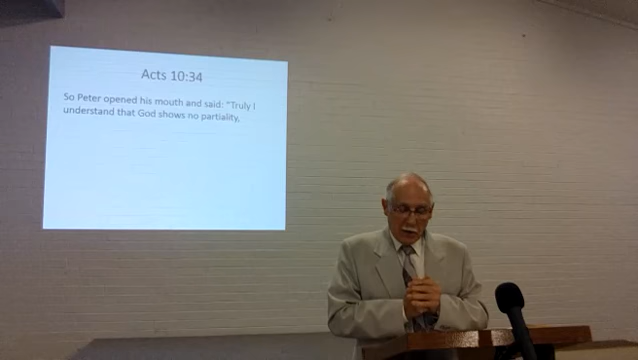 Acts 10:34
So Peter opened his mouth and said: "Truly I
understand that God shows no partiality,